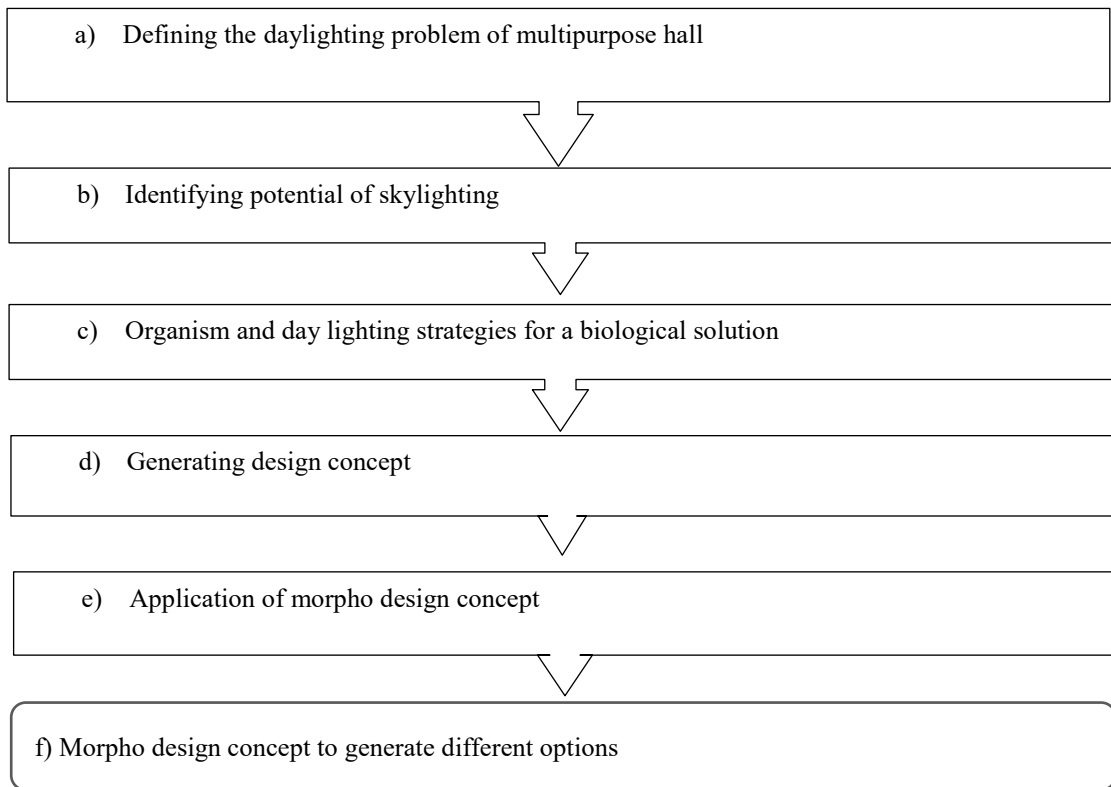 a) Defining the daylighting problem of multipurpose hall
b) Identifying potential of skylighting
c) Organism and day lighting strategies for a biological solution
d) Generating design concept
e) Application of morpho design concept
f) Morpho design concept to generate different options